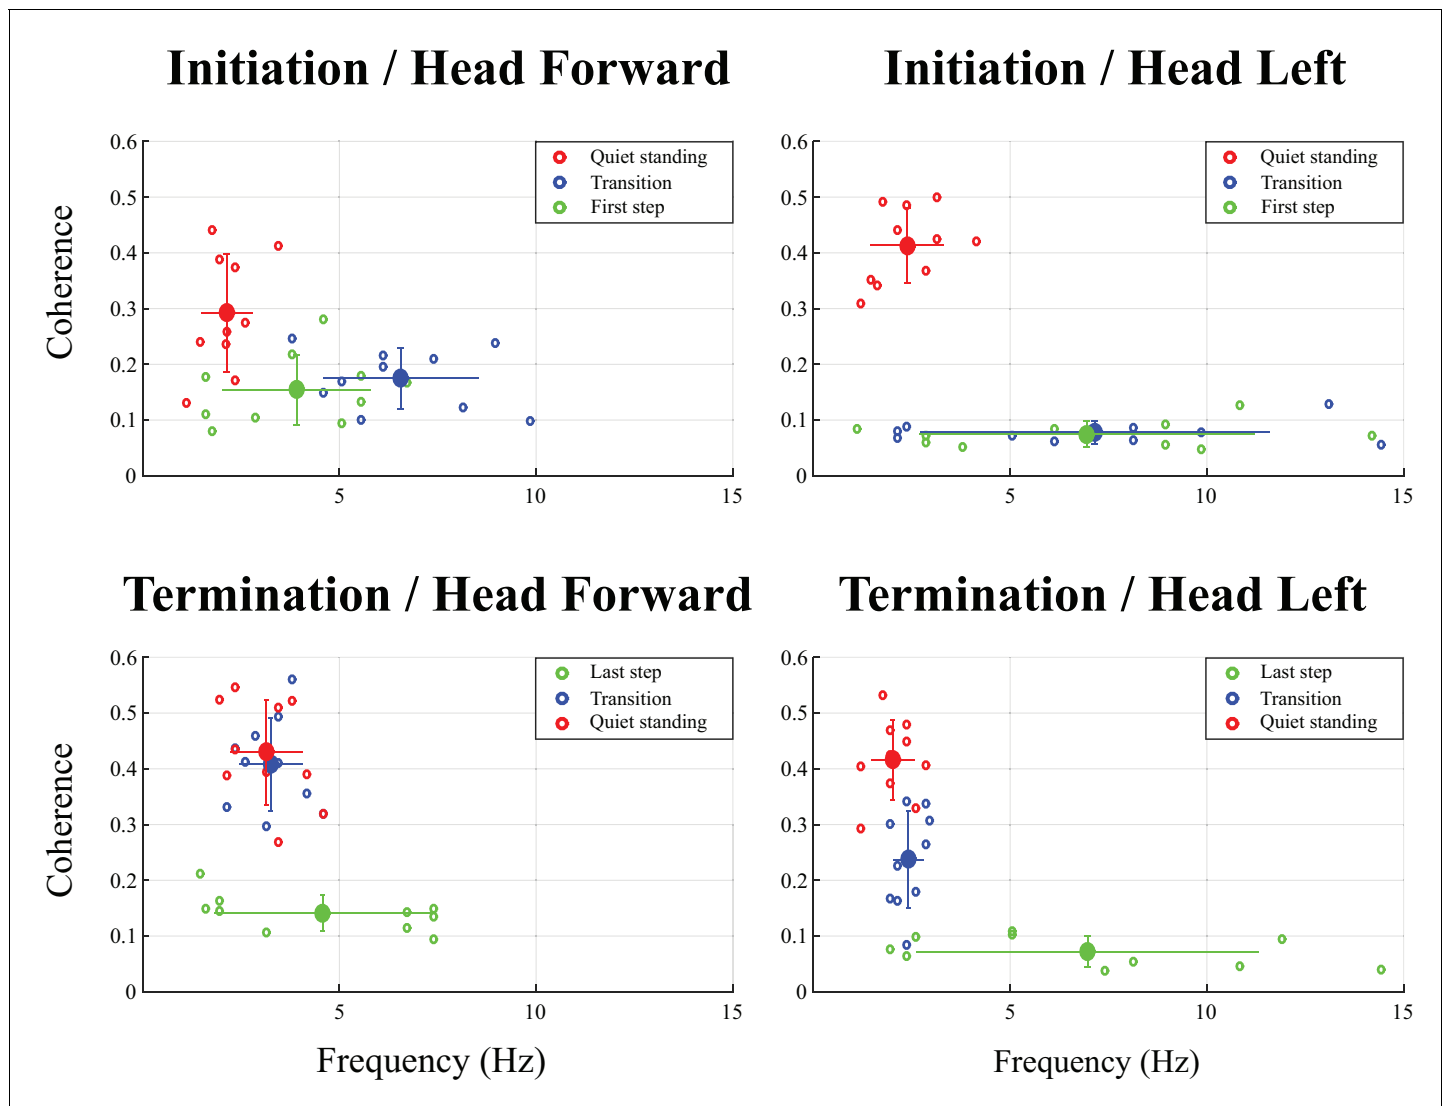 Initiation / Head Forward
0.6
0.5
0.4
0.3
0.2
0.1
0
5
10
15
Coherence
Quiet standing
Transition
First step
Initiation / Head Left
0.6
0.5
0.4
0.3
0.2
0.1
0
5
10
15
Quiet standing
Transition
First step
Termination / Head Forward
0.6
0.5
0.4
0.3
0.2
0.1
0
5
10
15
Coherence
Frequency (Hz)
Last step
Transition
Quiet standing
Termination / Head Left
0.6
0.5
0.4
0.3
0.2
0.1
0
5
10
15
Frequency (Hz)
Last step
Transition
Quiet standing